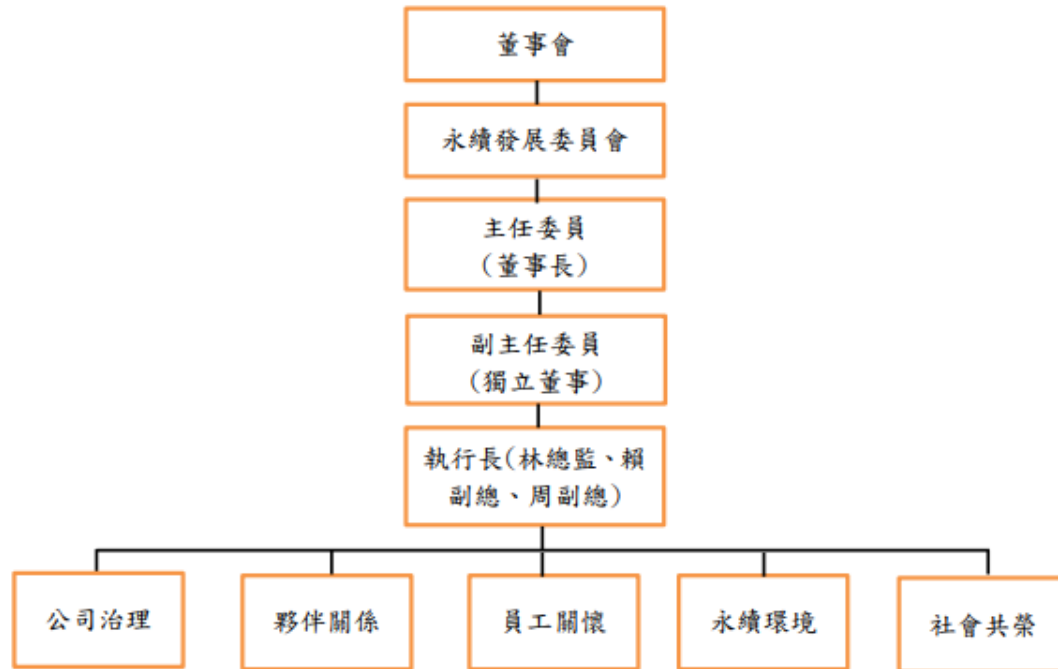 董事會
永續發展委員會
主任委員
(董事長)
副主任委員
(獨立董事)
執行長(林總監、賴
副總、周副總)
公司治理
夥伴關係
員工關懷
永續環境
社會共榮